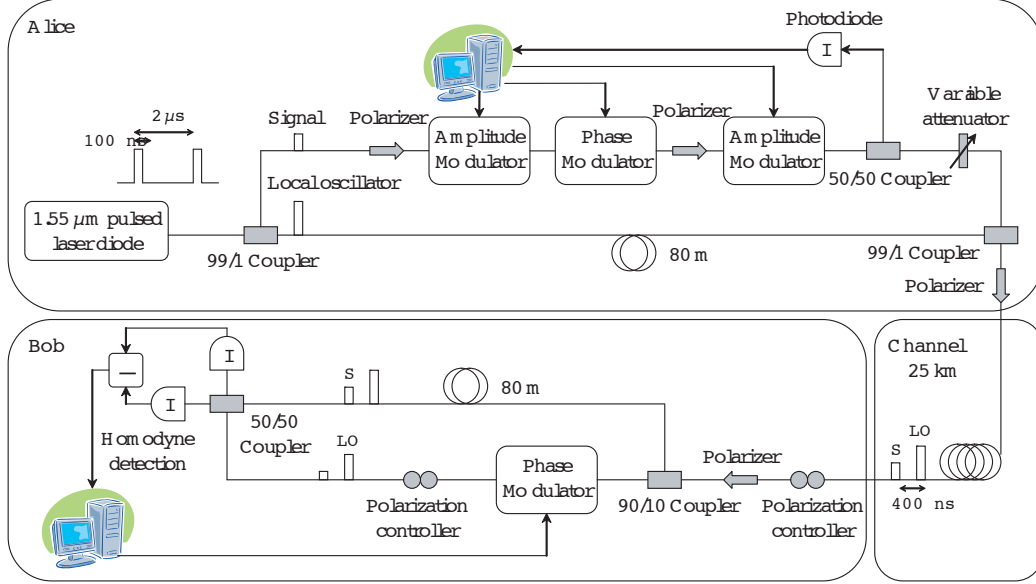 Alice
Photodiode
I
2 µs
100 ns
Signal
Polarizer
Amplitude
Modulator
Phase
Modulator
Polarizer
Amplitude
Modulator
Variable
attenuator
50/50 Coupler
Local oscillator
1.55 µm pulsed
laser diode
99/1 Coupler
80 m
99/1 Coupler
Polarizer
Bob
I
—
I
Homodyne
detection
50/50
Coupler
S
80 m
LO
Polarization
controller
Phase
Modulator
90/10 Coupler
Polarizer
Polarization
controller
Channel
25 km
S
LO
400 ns